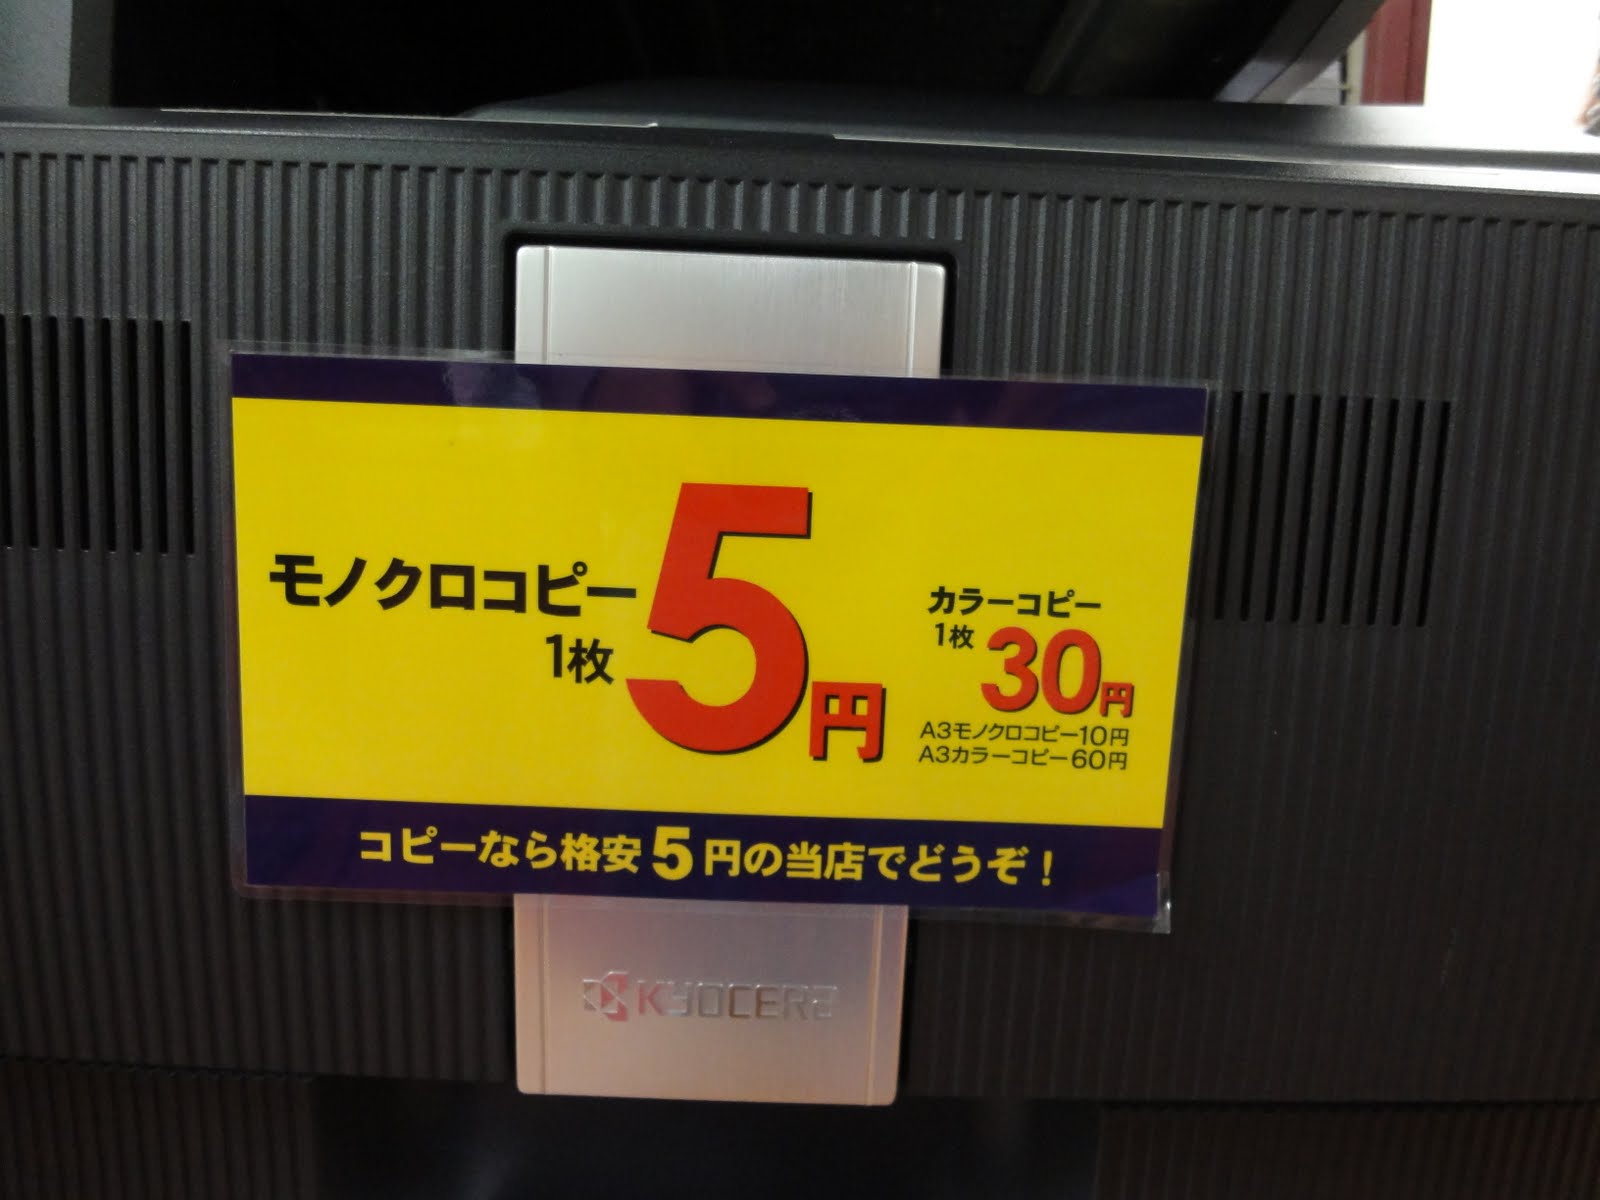 モノクロコピー
1枚
5円
カラーコピー
1枚
30円
A3モノクロコピー10円
A3カラーコピー60円
コピーなら格安5円の当店でどうぞ!
KYOCERA